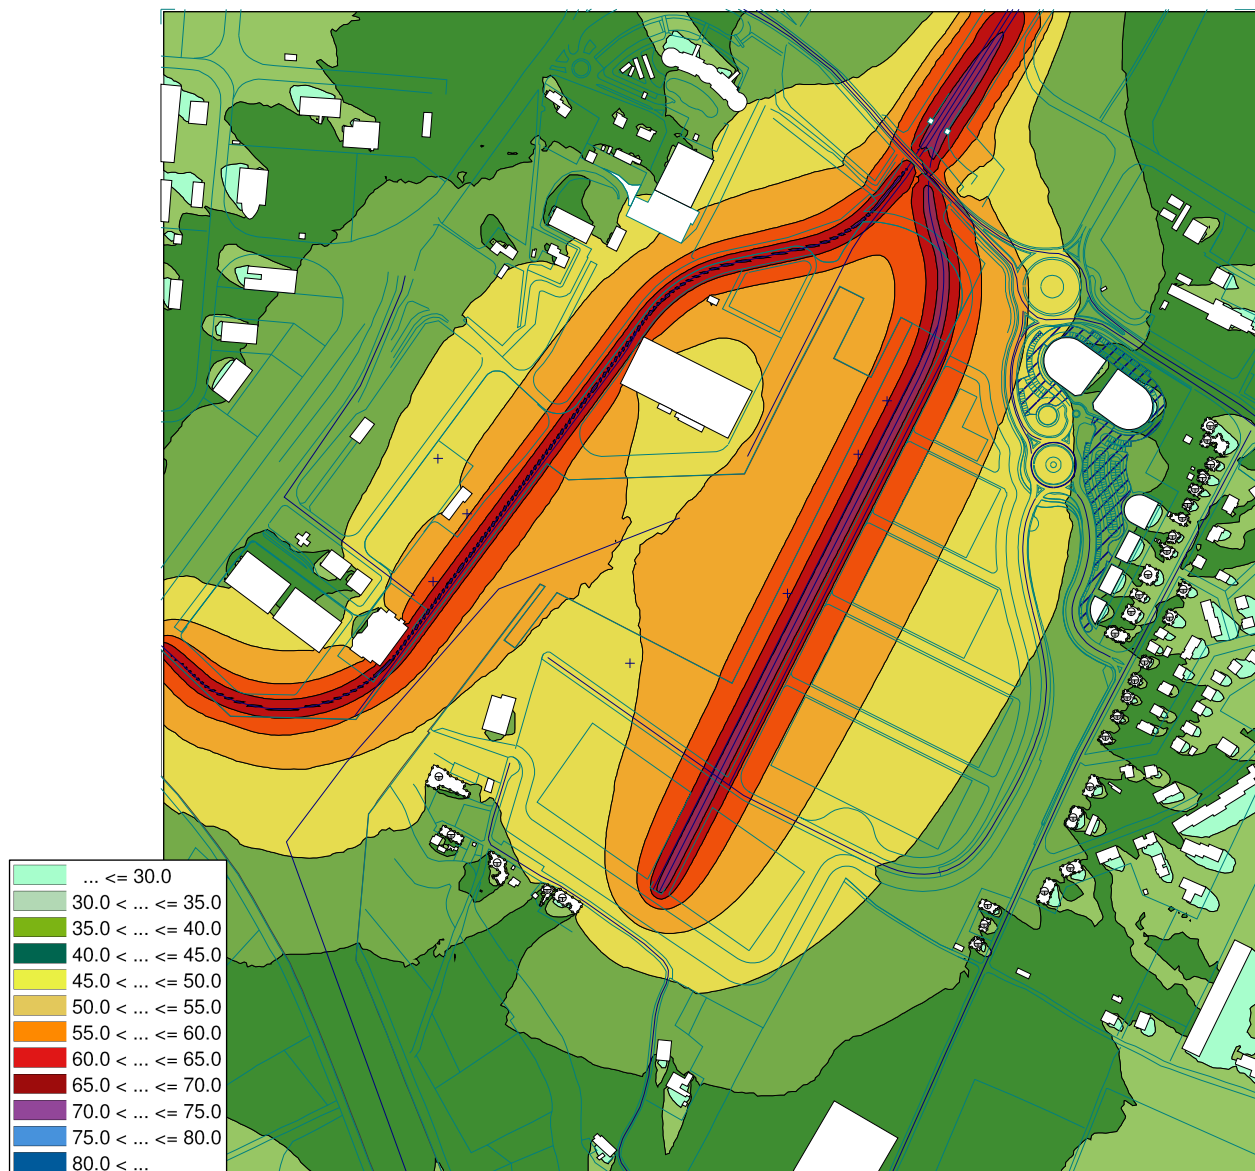 ... <= 30.0
30.0 < ... <= 35.0
35.0 < ... <= 40.0
40.0 < ... <= 45.0
45.0 < ... <= 50.0
50.0 < ... <= 55.0
55.0 < ... <= 60.0
60.0 < ... <= 65.0
65.0 < ... <= 70.0
70.0 < ... <= 75.0
75.0 < ... <= 80.0
80.0 < ...